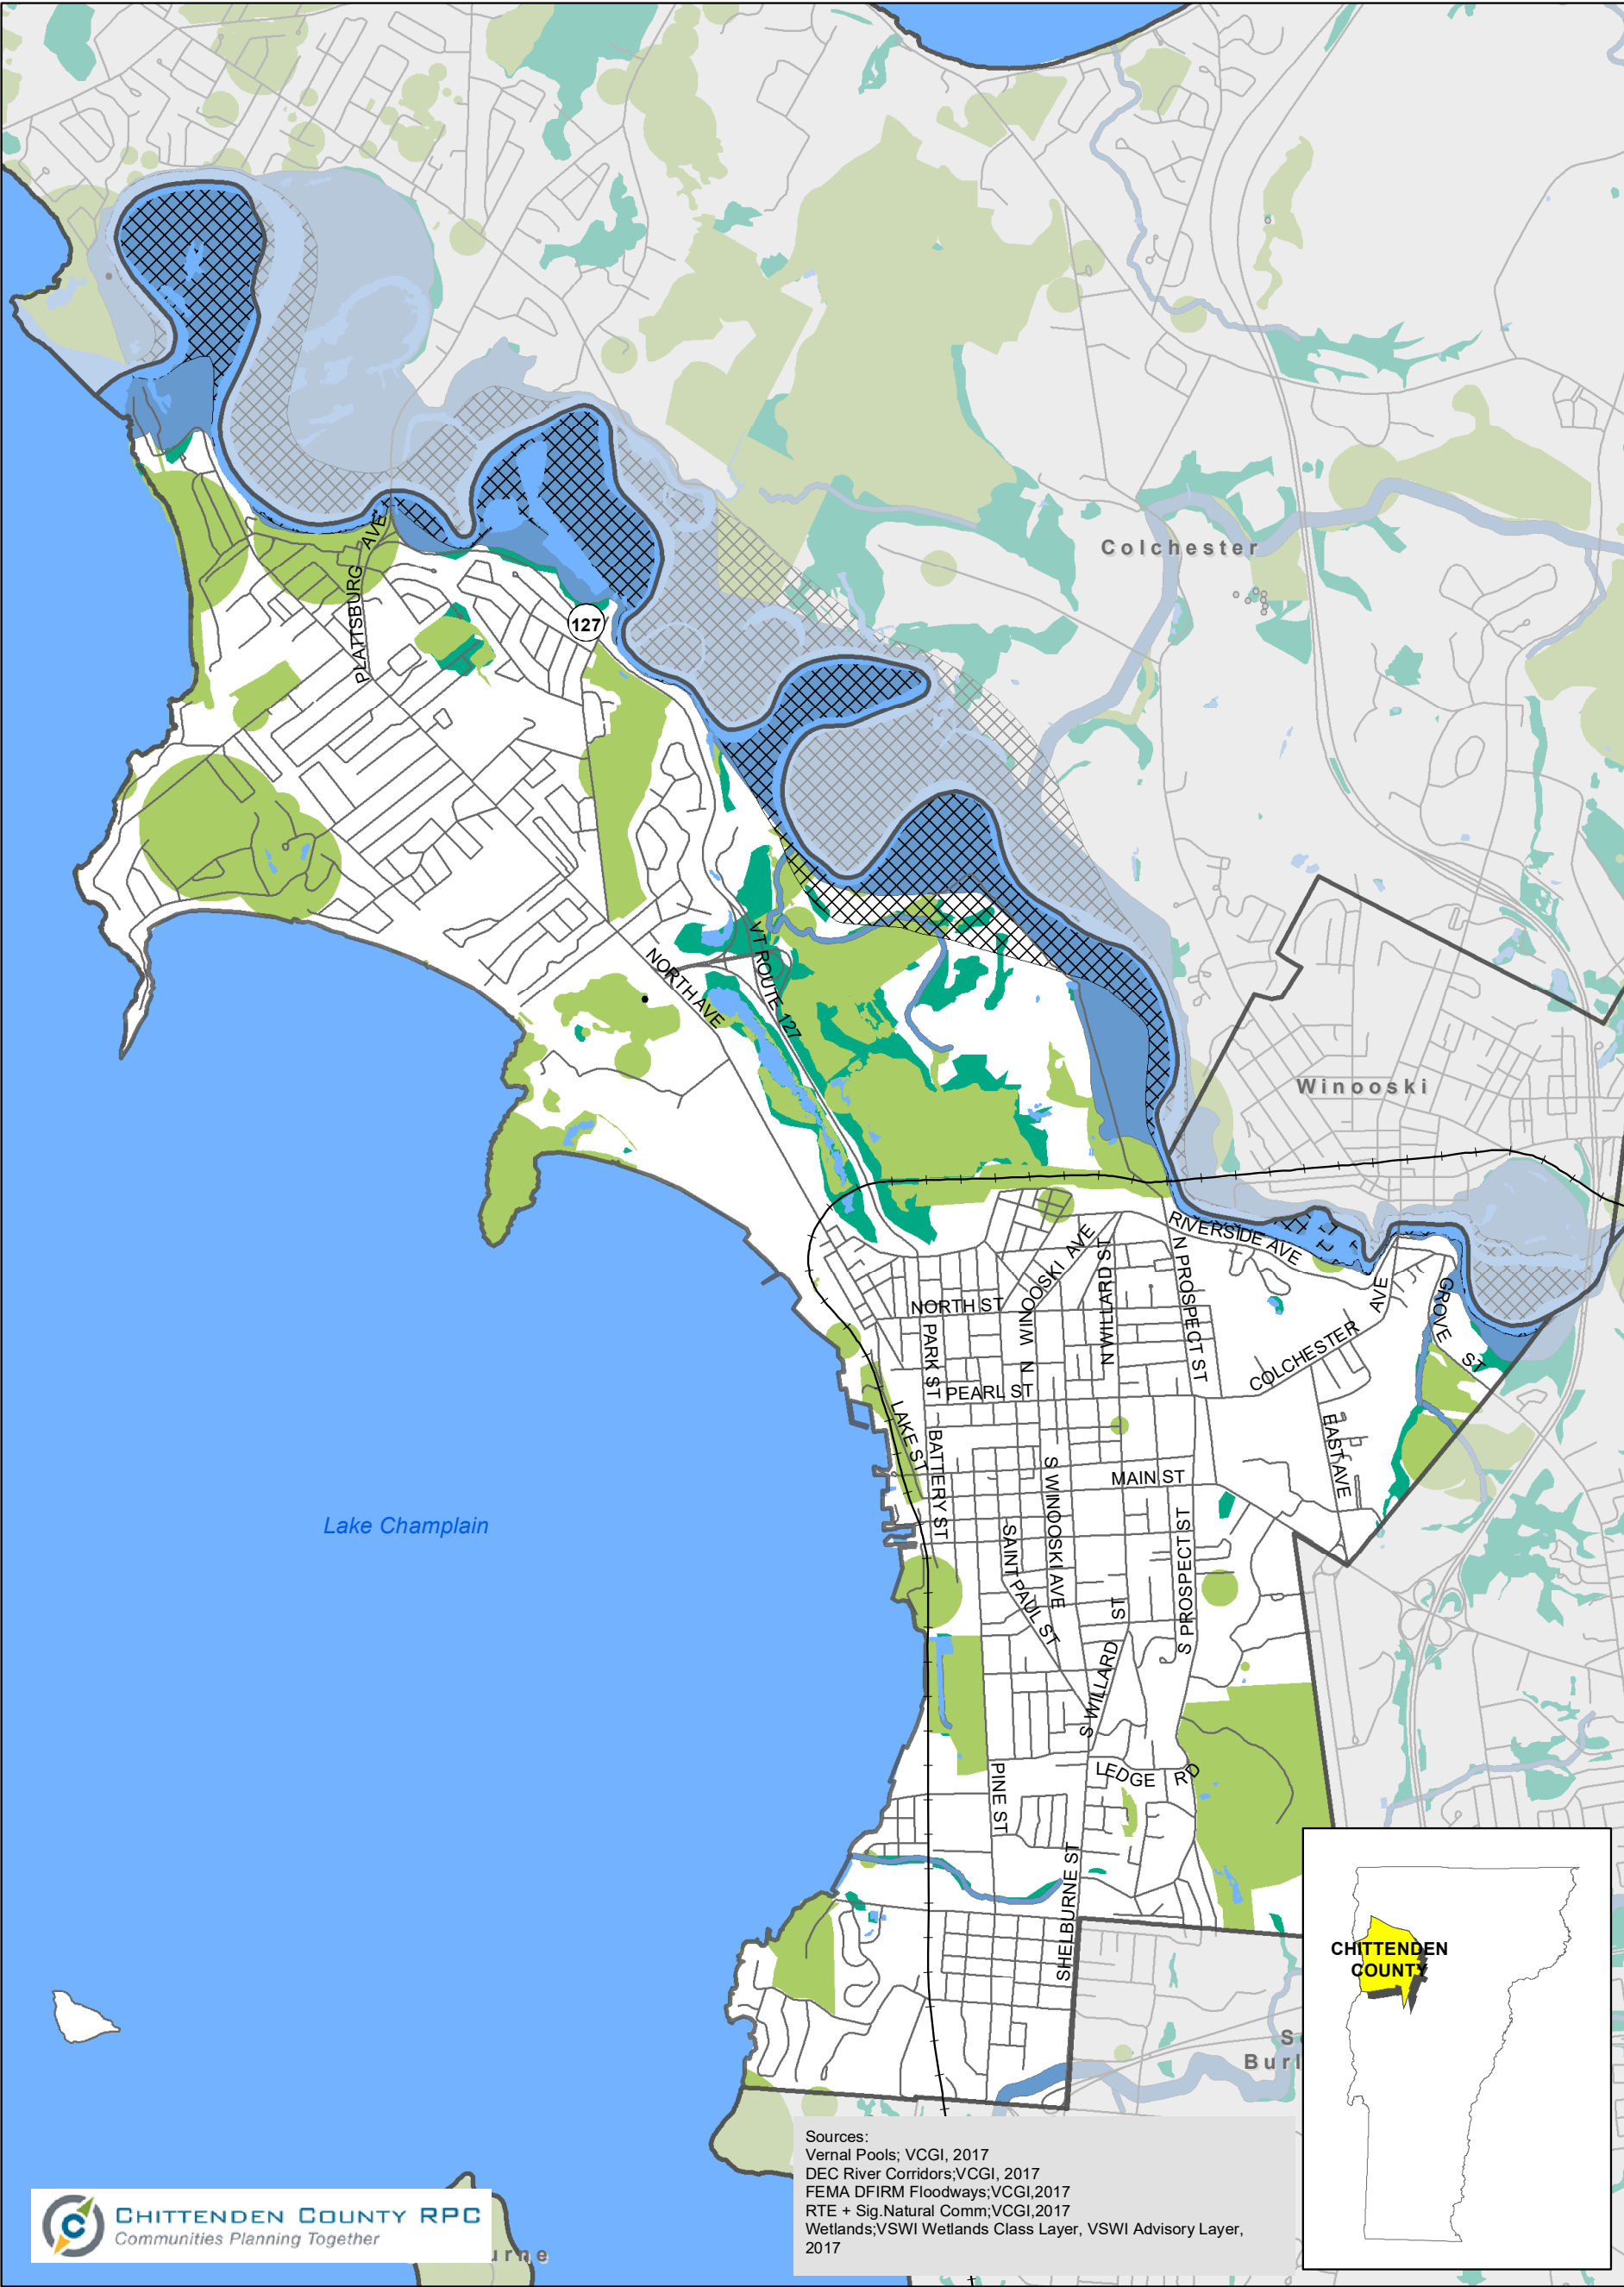 Colchester
PLATTSBURG AVE
127
VT ROUTE 127
NORTH AVE
Winooski
RIVERSIDE AVE
N WINOOSKI AVE
N WILLARD ST
N PROSPECT ST
NORTH ST
PARK ST
PEARL ST
COLCHESTER AVE
GROVE ST
LAKE ST
BATTERY ST
EAST AVE
MAIN ST
S WINOOSKI AVE
Lake Champlain
SAINT PAUL ST
S PROSPECT ST
S WILLARD ST
LEDGE RD
PINE ST
SHELBURNE ST
CHITTENDEN
COUNTY
Burl
Sources:
Vernal Pools; VCGI, 2017
DEC River Corridors;VCGI, 2017
FEMA DFIRM Floodways;VCGI,2017
RTE + Sig.Natural Comm;VCGI,2017
Wetlands;VSWI Wetlands Class Layer, VSWI Advisory Layer,
2017
CHITTENDEN COUNTY RPC
Communities Planning Together
urne